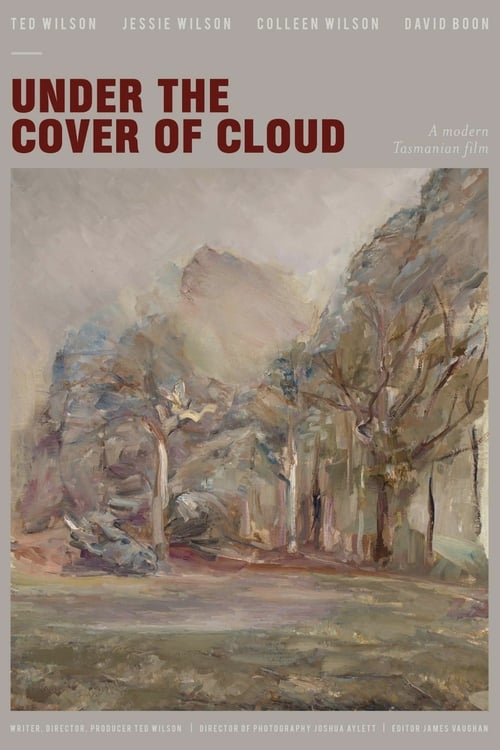 TED WILSON JESSIE WILSON COLLEEN WILSON DAVID BOON
UNDER THE
COVER OF CLOUD
A modern
Tasmanian film
WRITER, DIRECTOR, PRODUCER TED WILSON | DIRECTOR OF PHOTOGRAPHY JOSHUA AYLETT | EDITOR JAMES VAUGHAN